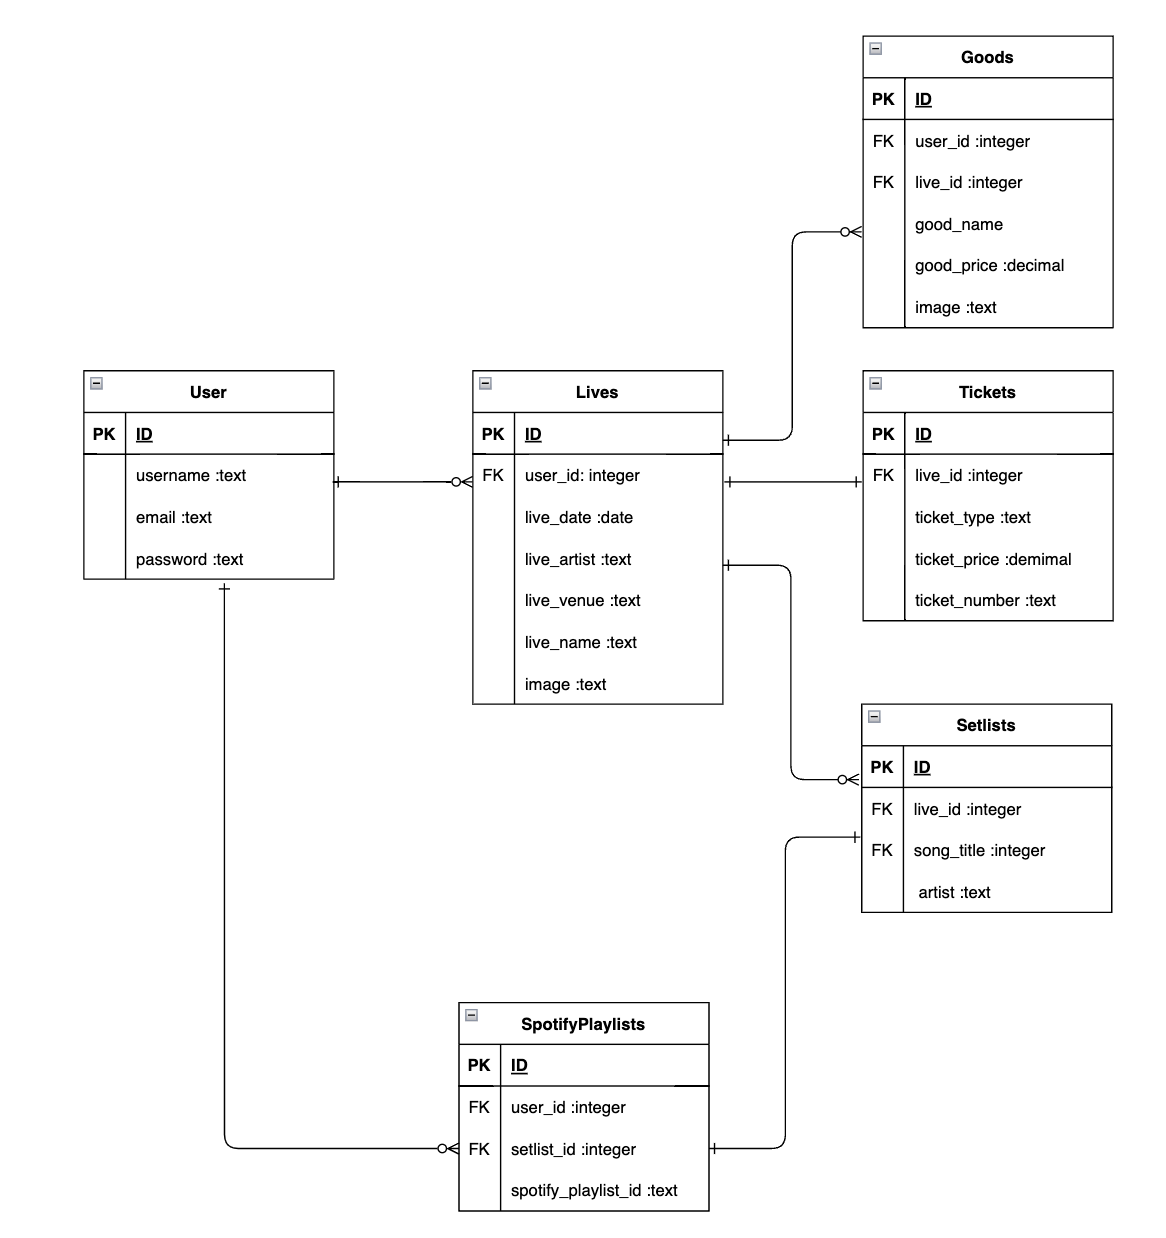 Goods
PK ID
FK user_id :integer
FK live_id :integer
good_name
good_price :decimal
image :text
User
PK ID
username :text
email :text
password :text
Lives
PK ID
FK user_id: integer
live_date :date
live_artist :text
live_venue :text
live_name :text
image :text
Tickets
PK ID
FK live_id :integer
ticket_type :text
ticket_price :demimal
ticket_number :text
Setlists
PK ID
FK live_id :integer
FK song_title :integer
artist :text
SpotifyPlaylists
PK ID
FK user_id :integer
FK setlist_id :integer
spotify_playlist_id :text